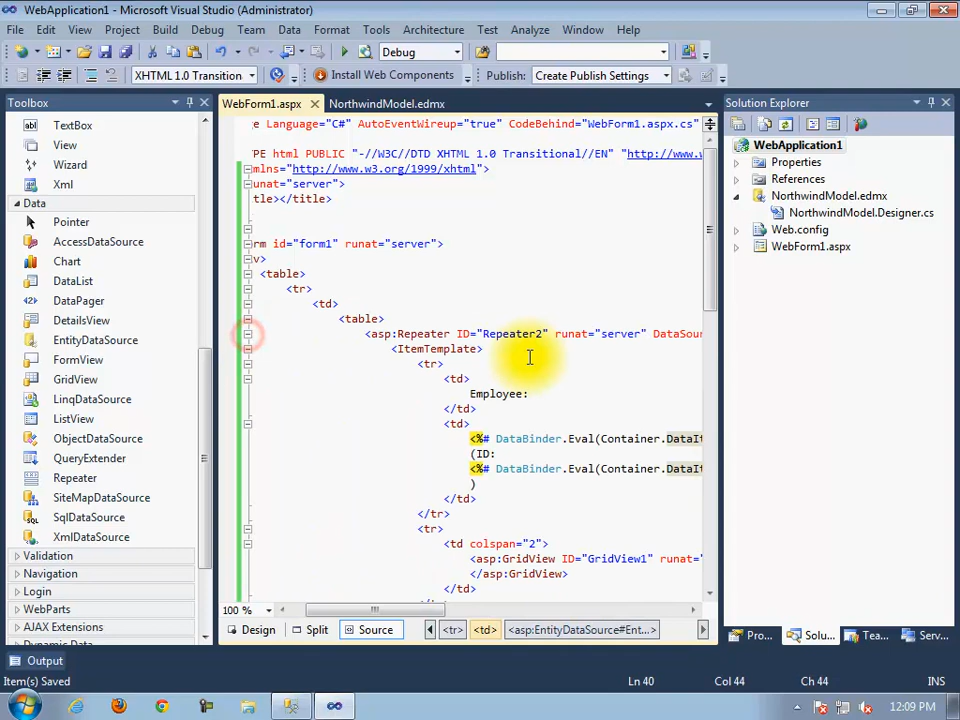 WebApplication1 - Microsoft Visual Studio (Administrator)
File Edit View Project Build Debug Team Data Format Tools Architecture Test Analyze Window Help
Debug
XHTML 1.0 Transition Install Web Components Publish: Create Publish Settings
Toolbox
TextBox
View
Wizard
Xml
Data
Pointer
AccessDataSource
Chart
DataList
DataPager
DetailsView
EntityDataSource
FormView
GridView
LinqDataSource
ListView
ObjectDataSource
QueryExtender
Repeater
SiteMapDataSource
SqlDataSource
XmlDataSource
Validation
Navigation
Login
WebParts
AJAX Extensions
Dynamic Data
WebForm1.aspx NorthwindModel.edmx
e Language="C#" AutoEventWireup="true" CodeBehind="WebForm1.aspx.cs"
PE html PUBLIC "-//W3C//DTD XHTML 1.0 Transitional//EN" "http://www.w
mlns="http://www.w3.org/1999/xhtml">
unat="server">
tle></title>
rm id="form1" runat="server">
v>
<table>
<tr>
<td>
<table>
<asp:Repeater ID="Repeater2" runat="server" DataSour
<ItemTemplate>
<tr>
<td>
Employee:
</td>
<td>
<%# DataBinder.Eval(Container.DataIt
(ID:
<%# DataBinder.Eval(Container.DataIt
)
</td>
</tr>
<tr>
<td colspan="2">
<asp:GridView ID="GridView1" runat="
</asp:GridView>
</td>
100 %
Design Split Source <tr> <td> <asp:EntityDataSource#Ent...>
Solution Explorer
WebApplication1
Properties
References
NorthwindModel.edmx
NorthwindModel.Designer.cs
Web.config
WebForm1.aspx
Pro... Solu... Tea... Serv...
Output
Item(s) Saved Ln 40 Col 44 Ch 44 INS
12:09 PM